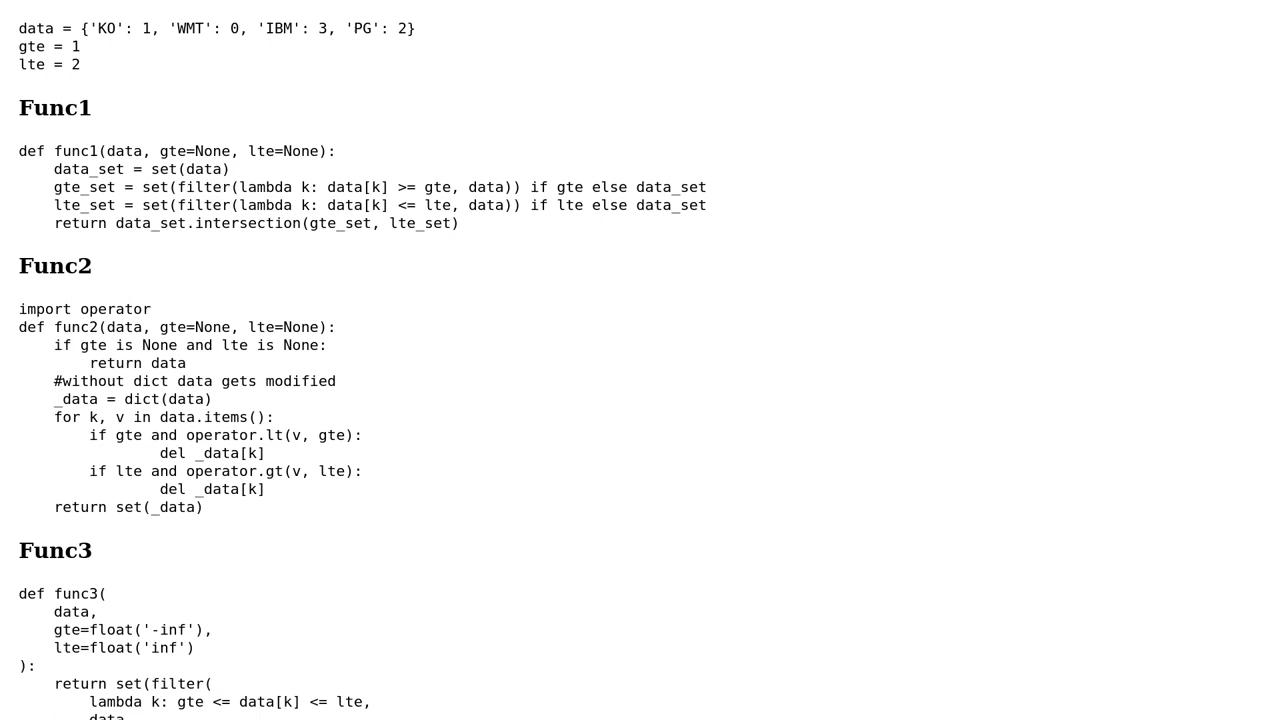 data = {'KO': 1, 'WMT': 0, 'IBM': 3, 'PG': 2}
gte = 1
lte = 2
Func1
def func1(data, gte=None, lte=None):
    data_set = set(data)
    gte_set = set(filter(lambda k: data[k] >= gte, data)) if gte else data_set
    lte_set = set(filter(lambda k: data[k] <= lte, data)) if lte else data_set
    return data_set.intersection(gte_set, lte_set)
Func2
import operator
def func2(data, gte=None, lte=None):
    if gte is None and lte is None:
        return data
    #without dict data gets modified
    _data = dict(data)
    for k, v in data.items():
        if gte and operator.lt(v, gte):
                del _data[k]
        if lte and operator.gt(v, lte):
                del _data[k]
    return set(_data)
Func3
def func3(
    data,
    gte=float('-inf'),
    lte=float('inf')
):
    return set(filter(
        lambda k: gte <= data[k] <= lte,
        data